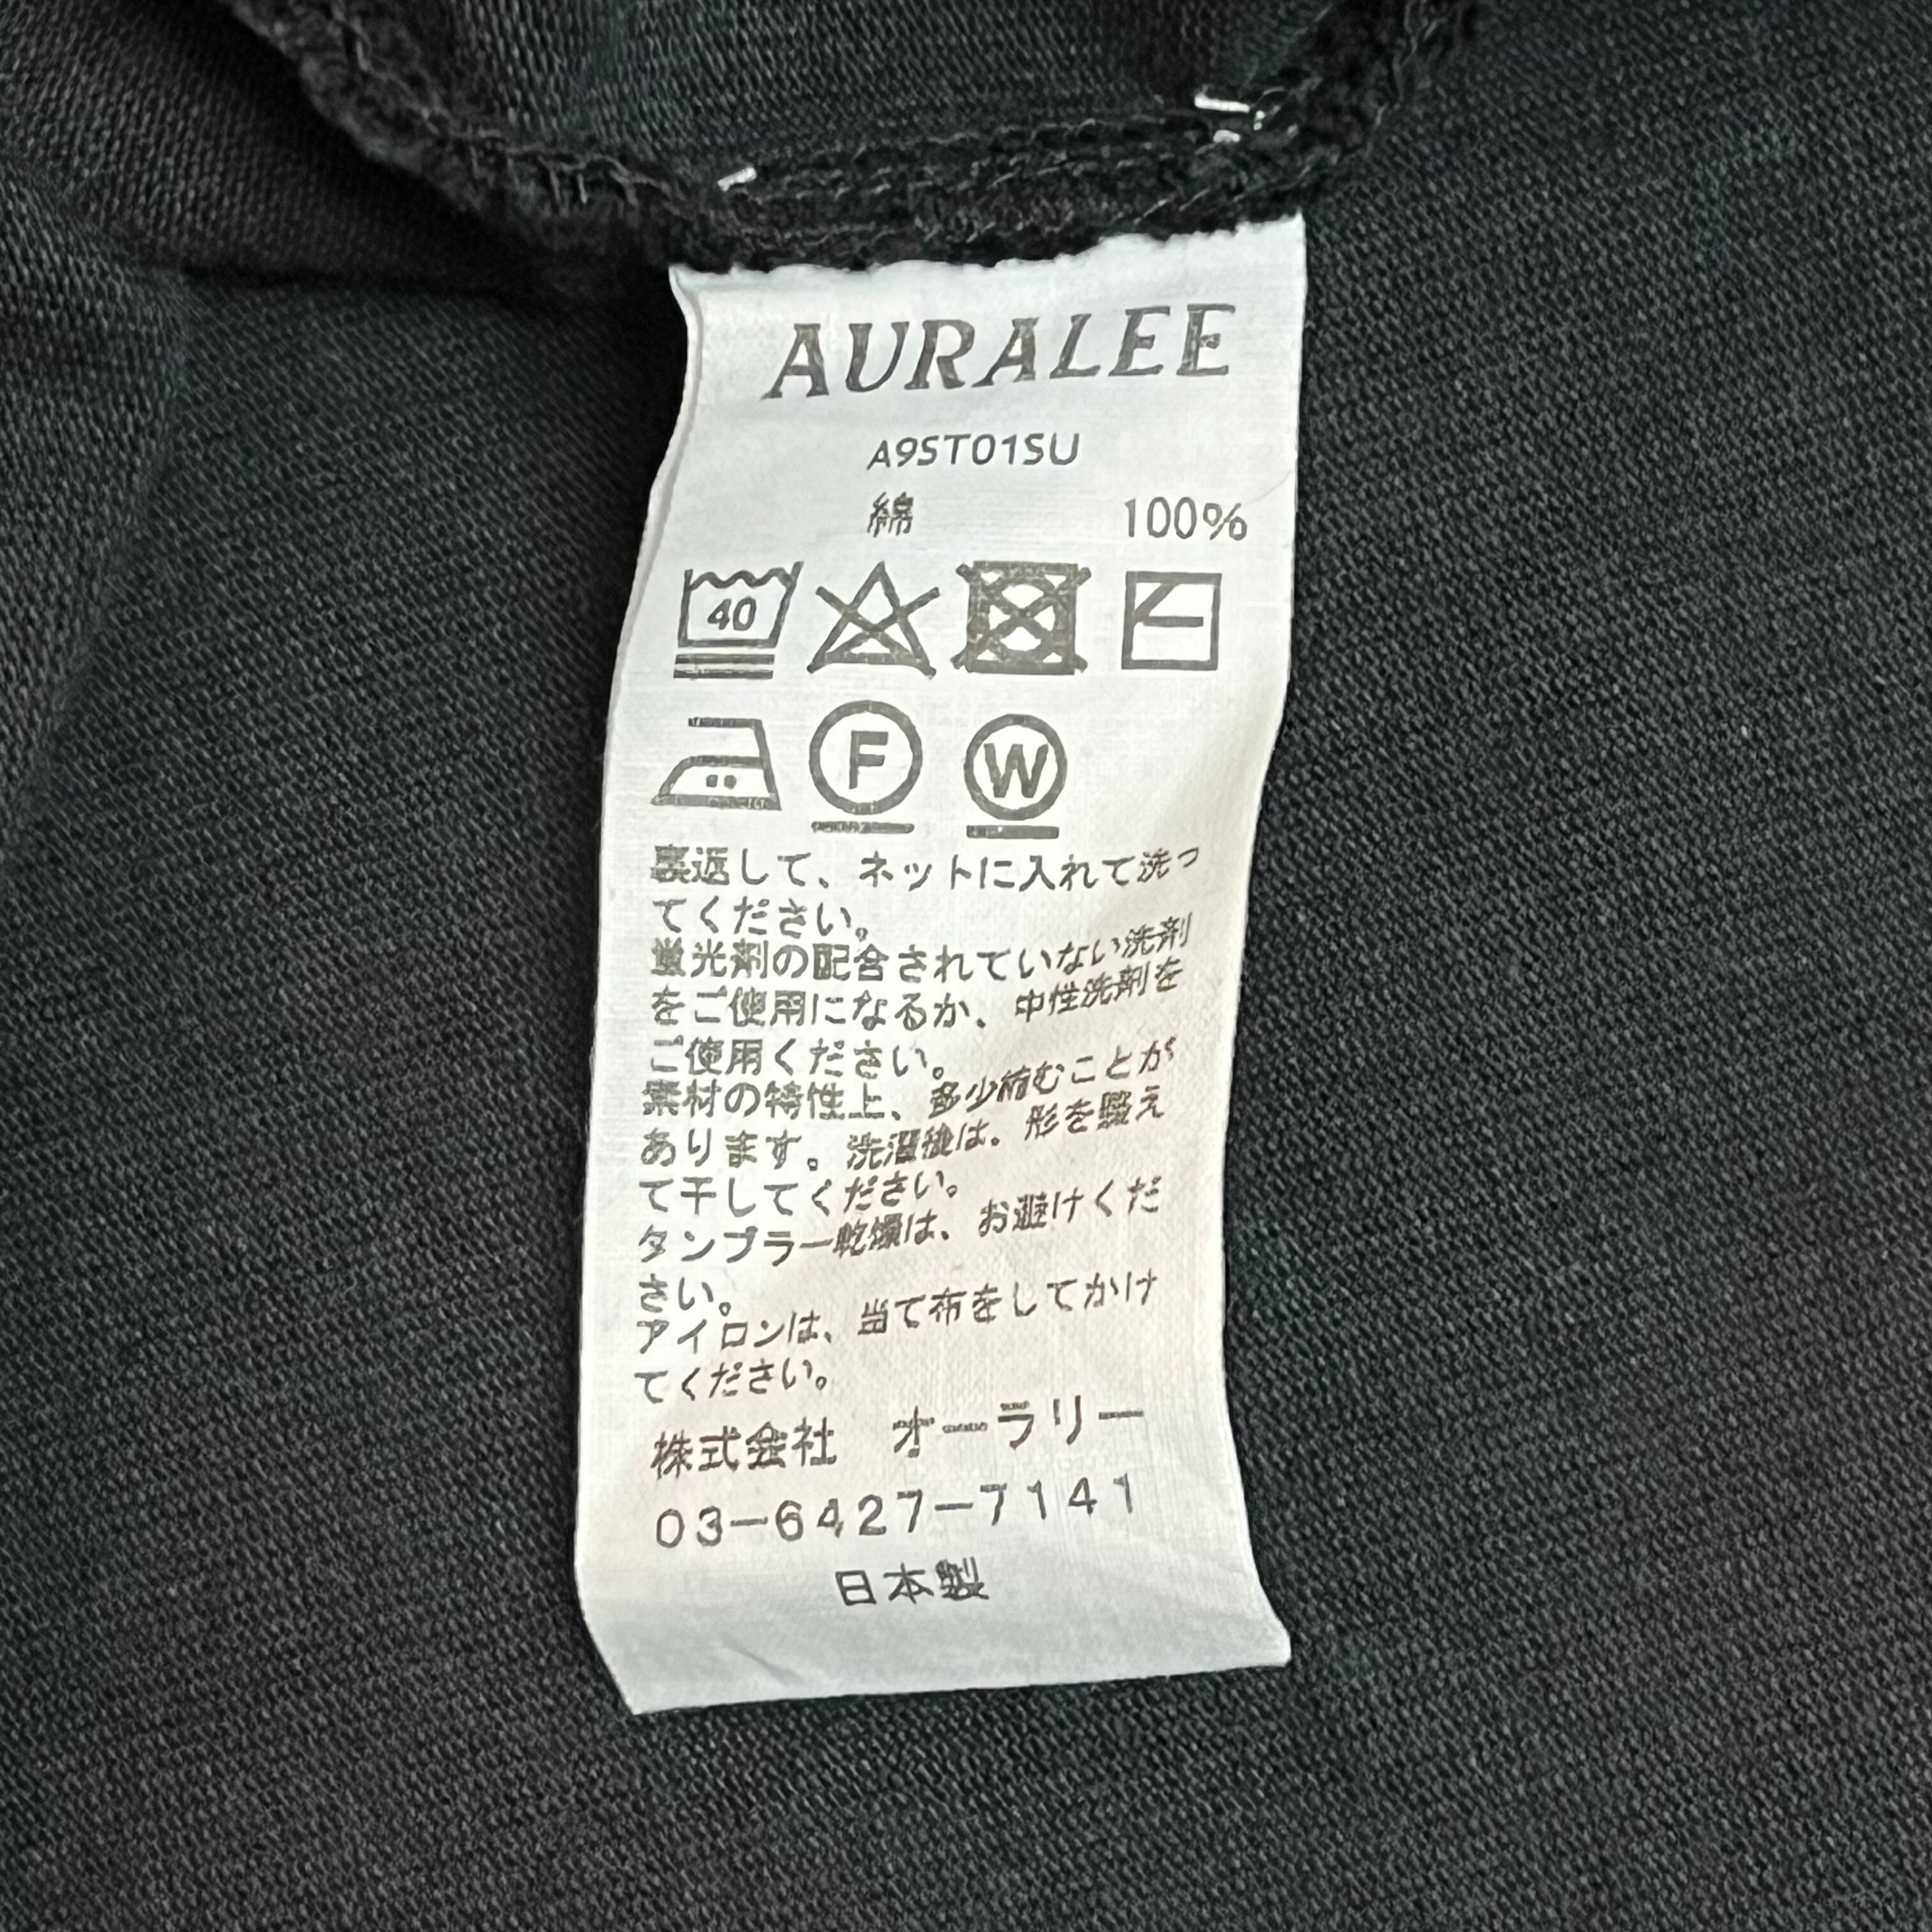 AURALEE
A9ST01SU
綿 100%
40
F W
裏返して、ネットに入れて洗っ
てください。
蛍光剤の配合されていない洗剤
をご使用になるか、中性洗剤を
ご使用ください。
素材の特性上、多少縮むことが
あります。洗濯後は、形を整え
て干してください。
タンブラー乾燥は、お避けくだ
さい。
アイロンは、当て布をしてかけ
てください。
株式会社 オーラリー
03-6427-7141
日本製